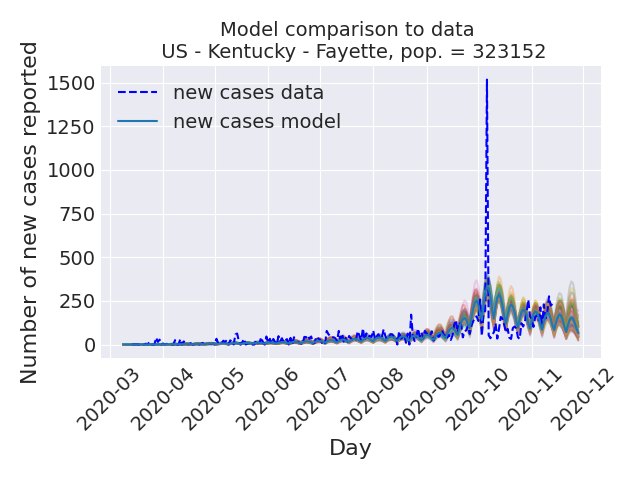 Model comparison to data
US - Kentucky - Fayette, pop. = 323152
Number of new cases reported
1500
1250
1000
750
500
250
0
new cases data
new cases model
2020-03
2020-04
2020-05
2020-06
2020-07
2020-08
2020-09
2020-10
2020-11
2020-12
Day